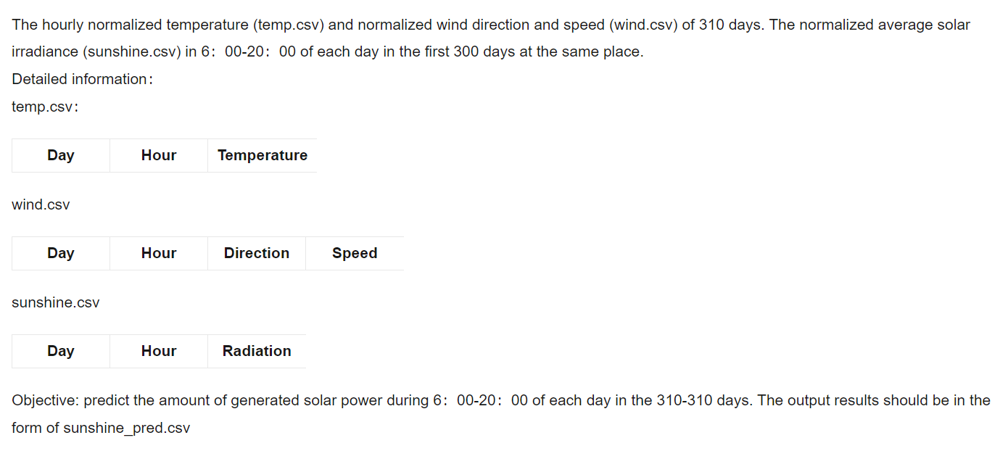 The hourly normalized temperature (temp.csv) and normalized wind direction and speed (wind.csv) of 310 days. The normalized average solar
irradiance (sunshine.csv) in 6：00-20：00 of each day in the first 300 days at the same place.
Detailed information：
temp.csv：
Day Hour Temperature
wind.csv
Day Hour Direction Speed
sunshine.csv
Day Hour Radiation
Objective: predict the amount of generated solar power during 6：00-20：00 of each day in the 310-310 days. The output results should be in the
form of sunshine_pred.csv